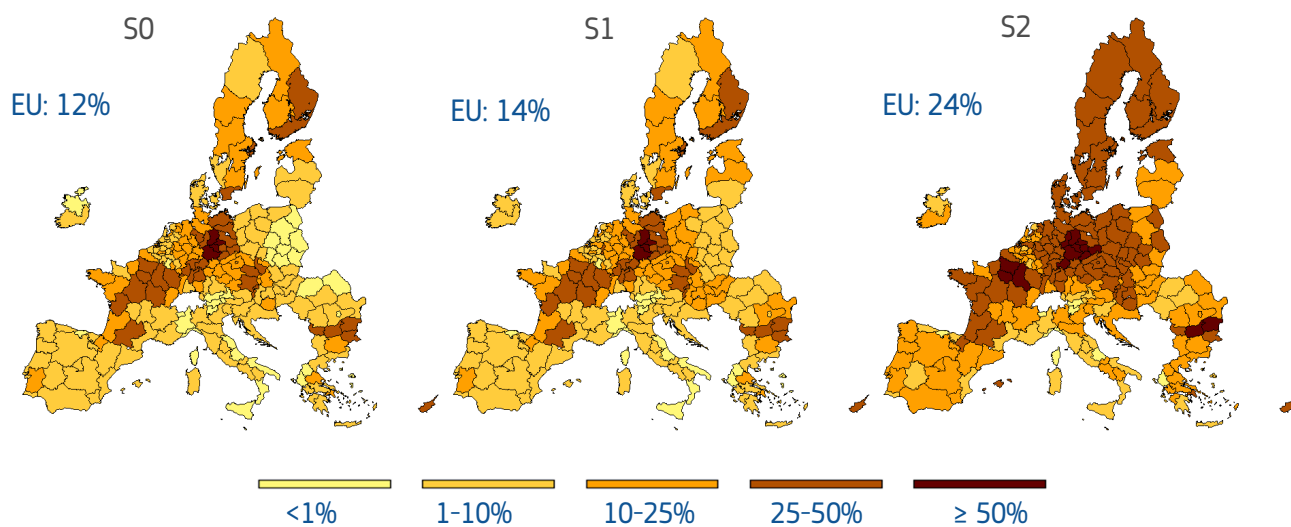 S0
S1
S2
EU: 12%
EU: 14%
EU: 24%
<1%
1-10%
10-25%
25-50%
≥ 50%